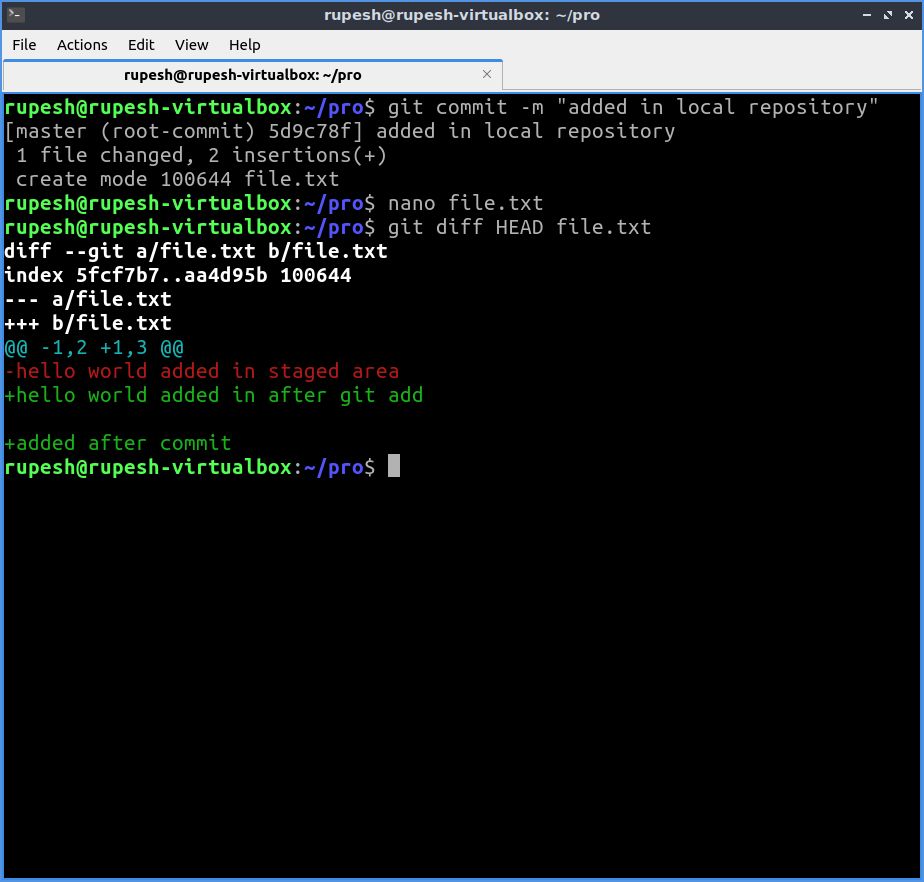 rupesh@rupesh-virtualbox: ~/pro
File Actions Edit View Help
rupesh@rupesh-virtualbox: ~/pro
rupesh@rupesh-virtualbox:~/pro$ git commit -m "added in local repository"
[master (root-commit) 5d9c78f] added in local repository
 1 file changed, 2 insertions(+)
 create mode 100644 file.txt
rupesh@rupesh-virtualbox:~/pro$ nano file.txt
rupesh@rupesh-virtualbox:~/pro$ git diff HEAD file.txt
diff --git a/file.txt b/file.txt
index 5fcf7b7..aa4d95b 100644
--- a/file.txt
+++ b/file.txt
@@ -1,2 +1,3 @@
-hello world added in staged area
+hello world added in after git add
+added after commit
rupesh@rupesh-virtualbox:~/pro$